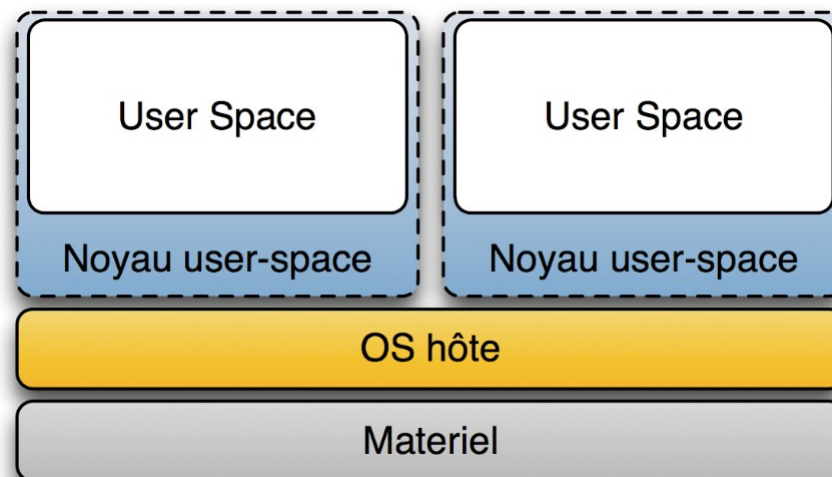 User Space
User Space
Noyau user-space
Noyau user-space
OS hôte
Materiel